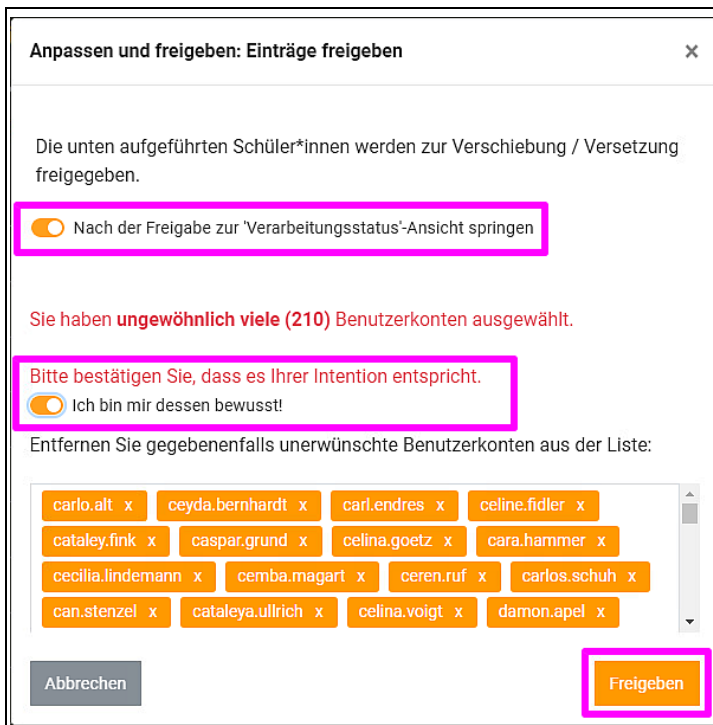 Anpassen und freigeben: Einträge freigeben ×
Die unten aufgeführten Schüler*innen werden zur Verschiebung / Versetzung
freigegeben.
Nach der Freigabe zur 'Verarbeitungsstatus'-Ansicht springen
Sie haben ungewöhnlich viele (210) Benutzerkonten ausgewählt.
Bitte bestätigen Sie, dass es Ihrer Intention entspricht.
Ich bin mir dessen bewusst!
Entfernen Sie gegebenenfalls unerwünschte Benutzerkonten aus der Liste:
carlo.alt x ceyda.bernhardt x carl.endres x celine.fidler x
cataley.fink x caspar.grund x celina.goetz x cara.hammer x
cecilia.lindemann x cemba.magart x ceren.ruf x carlos.schuh x
can.stenzel x cataleya.ullrich x celina.voigt x damon.apel x
Abbrechen Freigeben